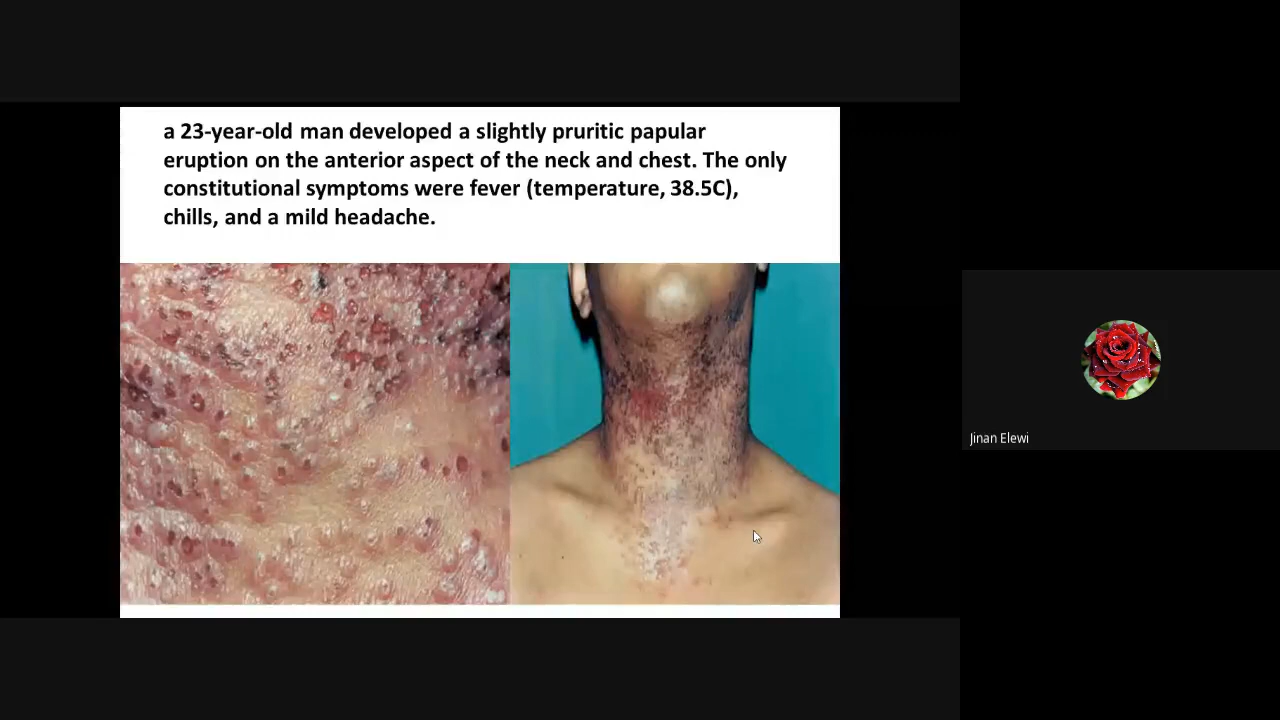 a 23-year-old man developed a slightly pruritic papular
eruption on the anterior aspect of the neck and chest. The only
constitutional symptoms were fever (temperature, 38.5C),
chills, and a mild headache.
Jinan Elewi